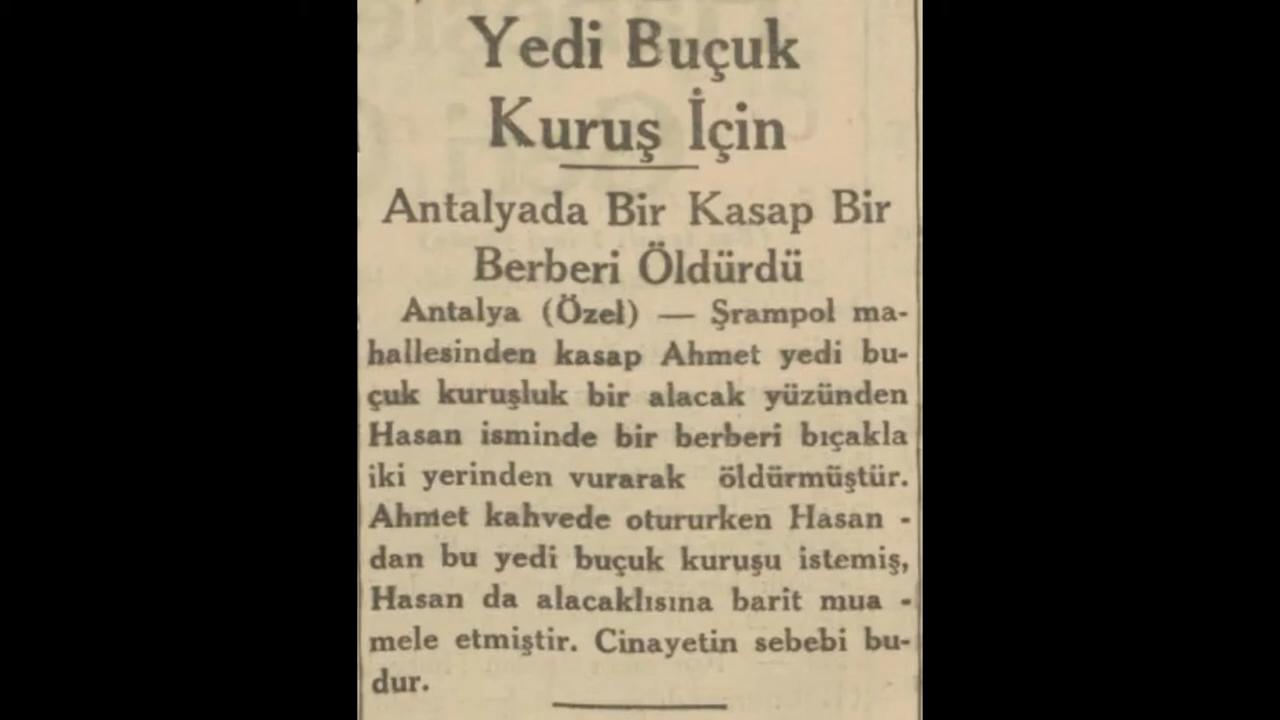 Yedi Buçuk
Kuruş İçin
Antalyada Bir Kasap Bir
Berberi Öldürdü
Antalya (Özel) — Şrampol ma-
hallesinden kasap Ahmet yedi bu-
çuk kuruşluk bir alacak yüzünden
Hasan isminde bir berberi bıçakla
iki yerinden vurarak öldürmüştür.
Ahmet kahvede otururken Hasan -
dan bu yedi buçuk kuruşu istemiş,
Hasan da alacaklısına barit mua -
mele etmiştir. Cinayetin sebebi bu-
dur.